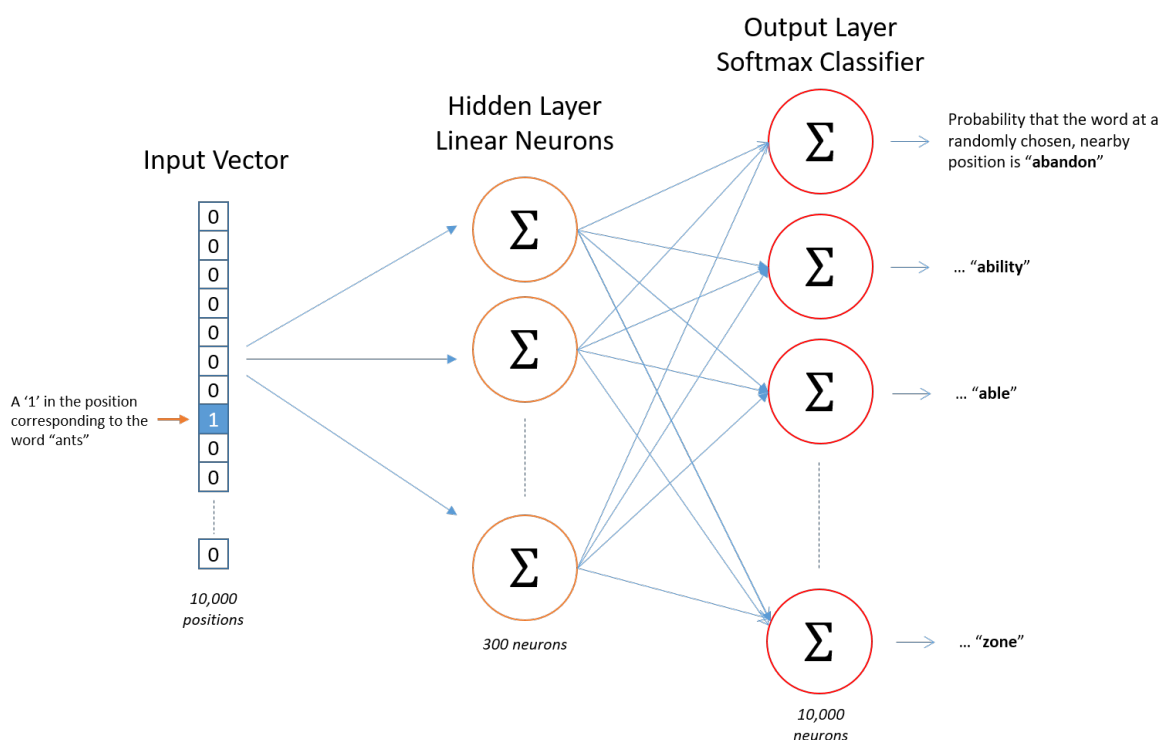 Output Layer
Softmax Classifier
Hidden Layer
Linear Neurons
Input Vector
0
0
0
0
0
0
0
1
0
0
0
A ‘1’ in the position
corresponding to the
word “ants”
10,000
positions
Σ
Σ
Σ
300 neurons
Σ
Σ
Σ
Σ
10,000
neurons
Probability that the word at a
randomly chosen, nearby
position is “abandon”
... “ability”
... “able”
... “zone”